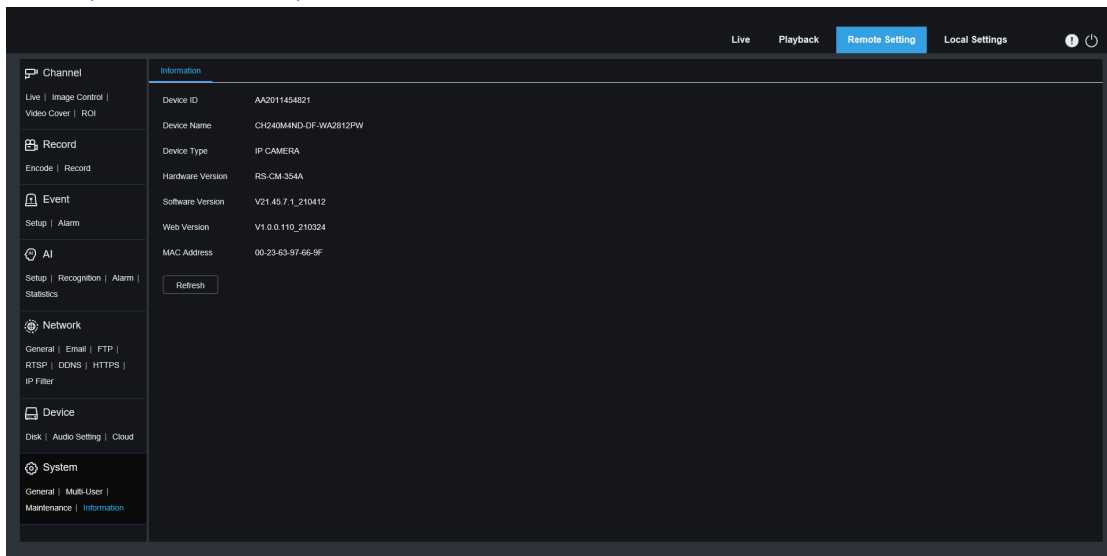 Live Playback Remote Setting Local Settings
Channel
Live | Image Control |
Video Cover | ROI
Record
Encode | Record
Event
Setup | Alarm
AI
Setup | Recognition | Alarm |
Statistics
Network
General | Email | FTP |
RTSP | DDNS | HTTPS |
IP Filter
Device
Disk | Audio Setting | Cloud
System
General | Multi-User |
Maintenance | Information
Information
Device ID AA2011454821
Device Name CH240M4ND-DF-WA2812PW
Device Type IP CAMERA
Hardware Version RS-CM-354A
Software Version V21.45.7.1_210412
Web Version V1.0.0.110_210324
MAC Address 00-23-63-97-66-9F
Refresh